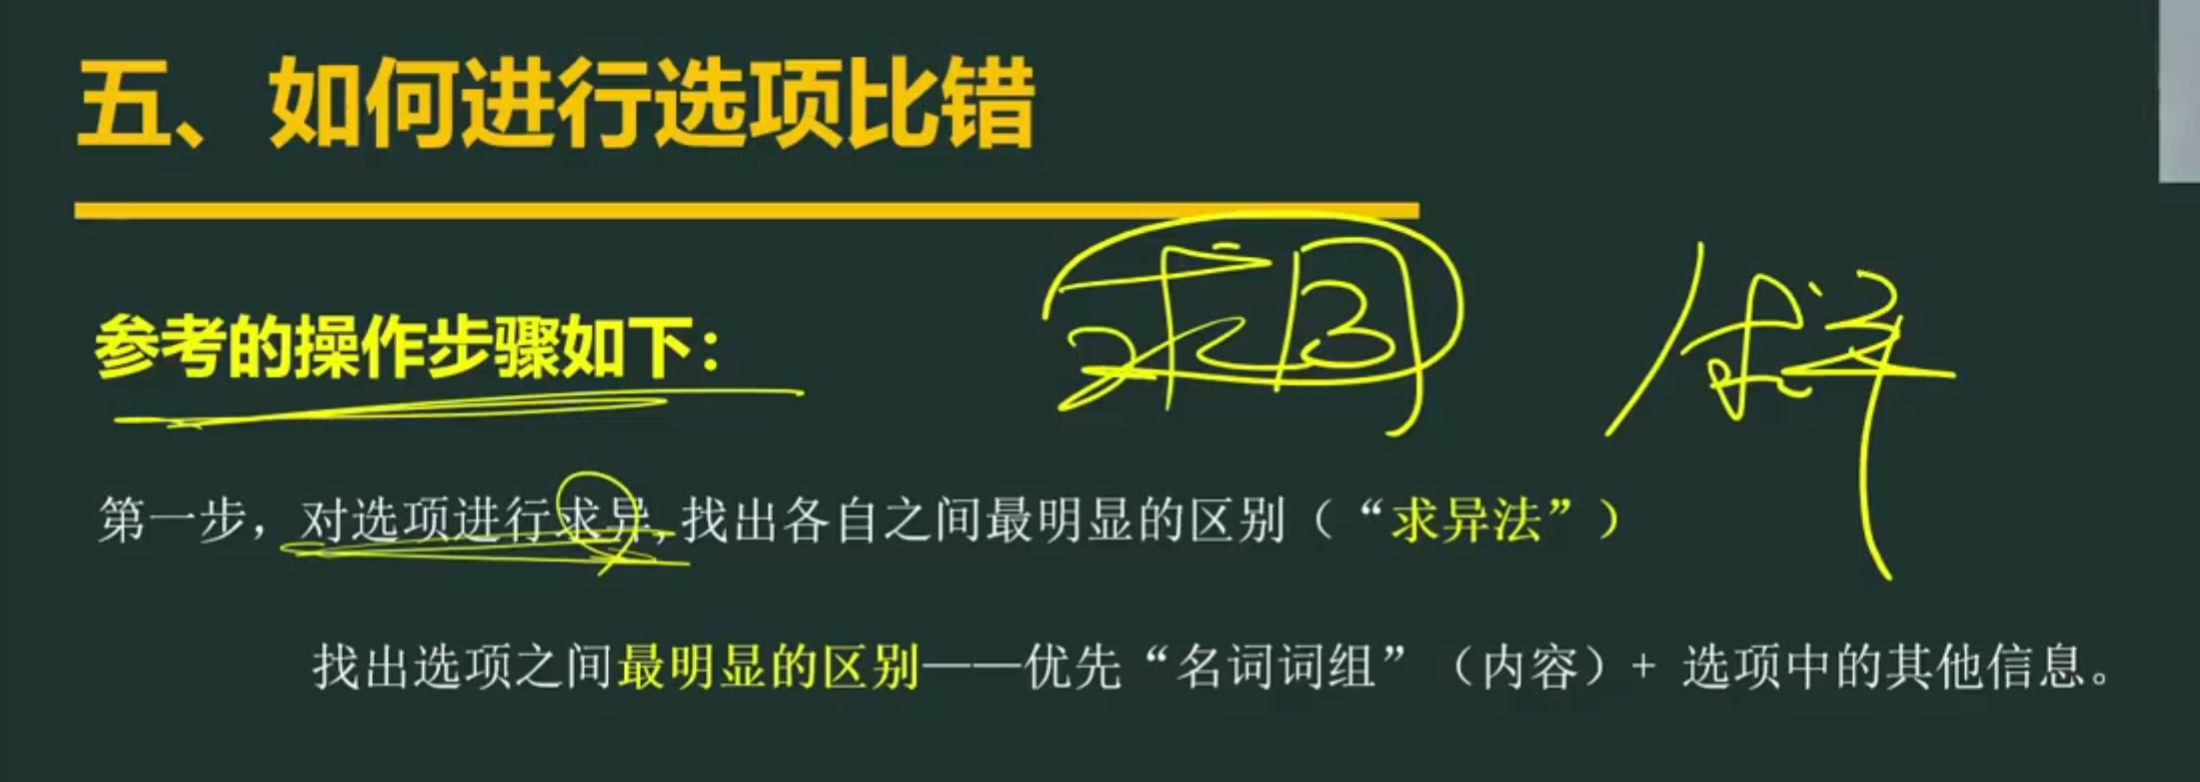 五、如何进行选项比错
求同 / 求异
参考的操作步骤如下：
第一步，对选项进行求异，找出各自之间最明显的区别（“求异法”）
找出选项之间最明显的区别——优先“名词词组”（内容）+ 选项中的其他信息。